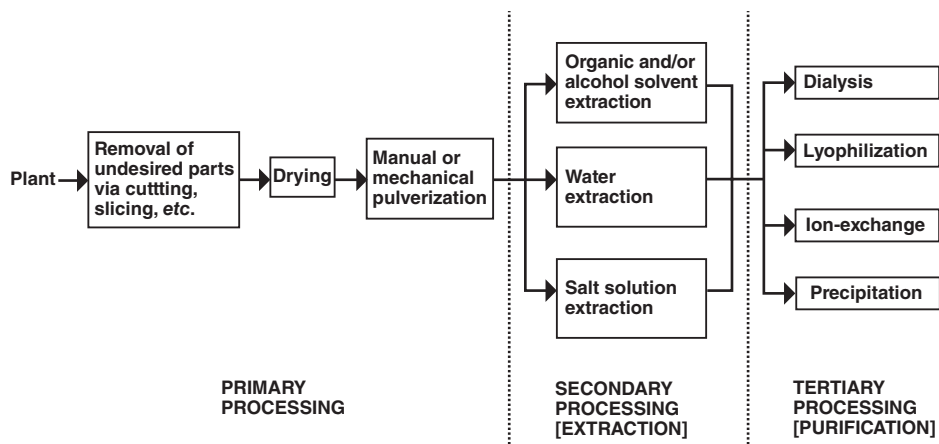 Plant
Removal of
undesired parts
via cuttting,
slicing, etc.
Drying
Manual or
mechanical
pulverization
Organic and/or
alcohol solvent
extraction
Water
extraction
Salt solution
extraction
Dialysis
Lyophilization
Ion-exchange
Precipitation
PRIMARY
PROCESSING
SECONDARY
PROCESSING
[EXTRACTION]
TERTIARY
PROCESSING
[PURIFICATION]